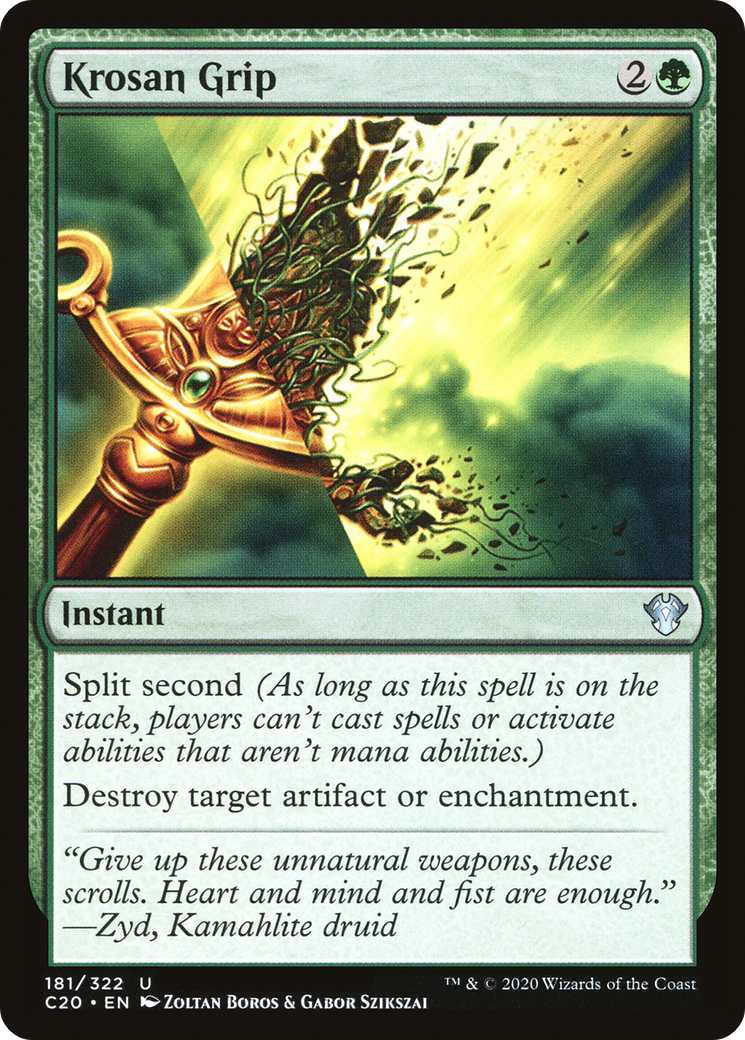 Krosan Grip 2
Instant
Split second (As long as this spell is on the
stack, players can't cast spells or activate
abilities that aren't mana abilities.)
Destroy target artifact or enchantment.
“Give up these unnatural weapons, these
scrolls. Heart and mind and fist are enough.”
—Zyd, Kamahlite druid
181/322 U
™ & © 2020 Wizards of the Coast
C20 • EN Zoltan Boros & Gabor Szikszai